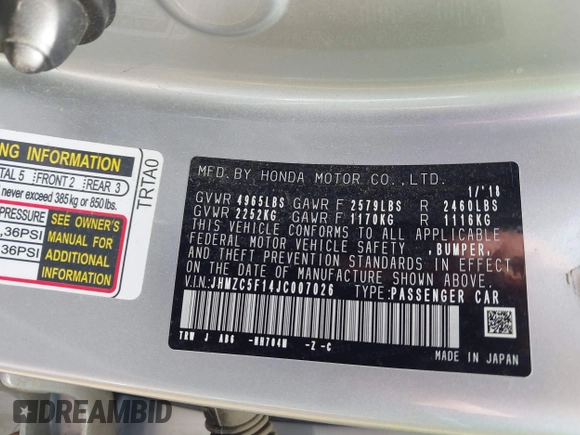 NG INFORMATION
TAL 5 FRONT 2 REAR 3
never exceed 385 kg or 850 lbs.
PRESSURE
,36PSI
36PSI
SEE OWNER'S
MANUAL FOR
ADDITIONAL
INFORMATION
TRTA0
MFD. BY HONDA MOTOR CO.,LTD.
1/'18
GVWR 4965LBS GAWR F 2579LBS R 2460LBS
GVWR 2252KG GAWR F 1170KG R 1116KG
THIS VEHICLE CONFORMS TO ALL APPLICABLE
FEDERAL MOTOR VEHICLE SAFETY ,BUMPER,
AND THEFT PREVENTION STANDARDS IN EFFECT
ON THE DATE OF MANUFACTURE SHOWN ABOVE.
V.I.N: JHMZC5F14JC007026 TYPE: PASSENGER CAR
TRW J AB6 -NH704M -Z -C
MADE IN JAPAN
DREAMBID